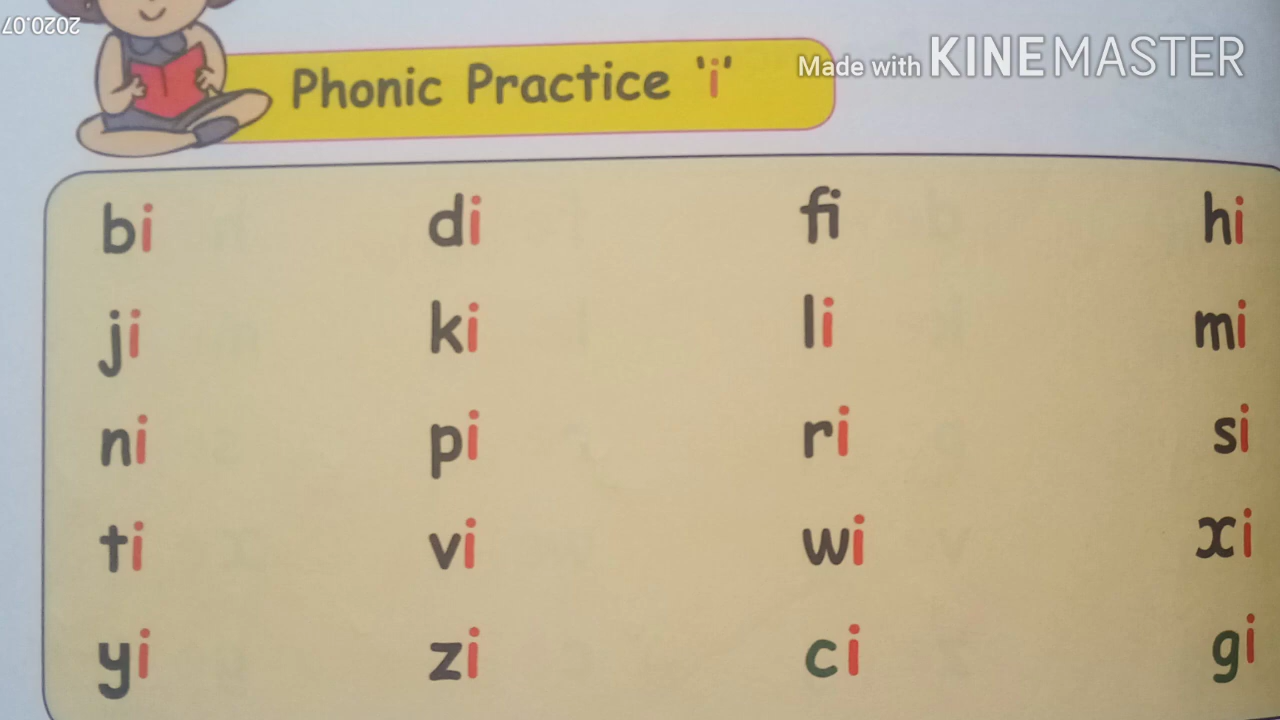 2020.07
Phonic Practice 'i'
Made with KINEMASTER
bi di fi hi
ji ki li mi
ni pi ri si
ti vi wi xi
yi zi ci gi